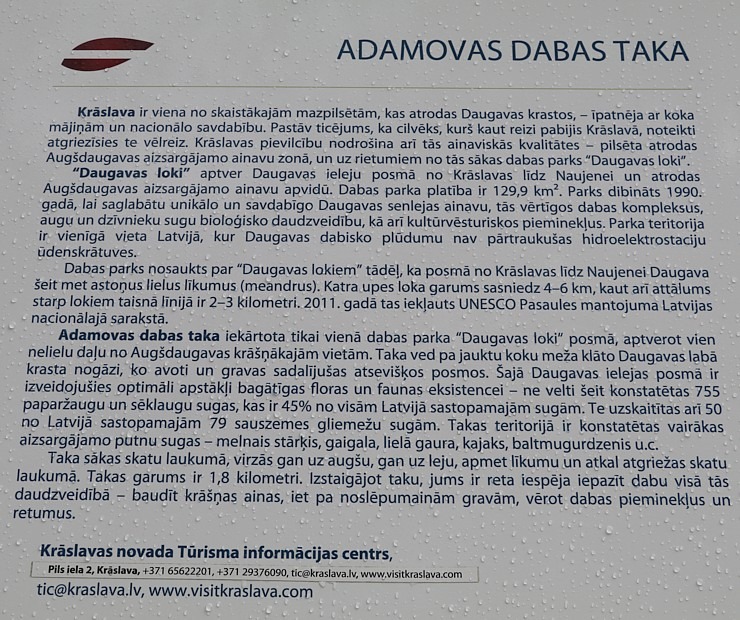 ADAMOVAS DABAS TAKA
Krāslava ir viena no skaistākajām mazpilsētām, kas atrodas Daugavas krastos, – īpatnēja ar koka
mājiņām un nacionālo savdabību. Pastāv ticējums, ka cilvēks, kurš kaut reizi pabijis Krāslavā, noteikti
atgriezīsies te vēlreiz. Krāslavas pievilcību nodrošina arī tās ainaviskās kvalitātes – pilsēta atrodas
Augšdaugavas aizsargājamo ainavu zonā, un uz rietumiem no tās sākas dabas parks "Daugavas loki".
"Daugavas loki" aptver Daugavas ieleju posmā no Krāslavas līdz Naujenei un atrodas
Augšdaugavas aizsargājamo ainavu apvidū. Dabas parka platība ir 129,9 km². Parks dibināts 1990.
gadā, lai saglabātu unikālo un savdabīgo Daugavas senlejas ainavu, tās vērtīgos dabas kompleksus,
augu un dzīvnieku sugu bioloģisko daudzveidību, kā arī kultūrvēsturiskos pieminekļus. Parka teritorija
ir vienīgā vieta Latvijā, kur Daugavas dabisko plūdumu nav pārtraukušas hidroelektrostaciju
ūdenskrātuves.
Dabas parks nosaukts par "Daugavas lokiem" tādēļ, ka posmā no Krāslavas līdz Naujenei Daugava
šeit met astoņus lielus līkumus (meandrus). Katra upes loka garums sasniedz 4–6 km, kaut arī attālums
starp lokiem taisnā līnijā ir 2–3 kilometri. 2011. gadā tas iekļauts UNESCO Pasaules mantojuma Latvijas
nacionālajā sarakstā.
Adamovas dabas taka iekārtota tikai vienā dabas parka "Daugavas loki" posmā, aptverot vien
nelielu daļu no Augšdaugavas krāšņākajām vietām. Taka ved pa jauktu koku meža klāto Daugavas labā
krasta nogāzi, ko avoti un gravas sadalījušas atsevišķos posmos. Šajā Daugavas ielejas posmā ir
izveidojušies optimāli apstākļi bagātīgas floras un faunas eksistencei – ne velti šeit konstatētas 755
paparžaugu un sēklaugu sugas, kas ir 45% no visām Latvijā sastopamajām sugām. Te uzskaitītas arī 50
no Latvijā sastopamajām 79 sauszemes gliemežu sugām. Takas teritorijā ir konstatētas vairākas
aizsargājamo putnu sugas – melnais stārķis, gaigala, lielā gaura, kajaks, baltmugurdzenis u.c.
Taka sākas skatu laukumā, virzās gan uz augšu, gan uz leju, apmet līkumu un atkal atgriežas skatu
laukumā. Takas garums ir 1,8 kilometri. Izstaigājot taku, jums ir reta iespēja iepazīt dabu visā tās
daudzveidībā – baudīt krāšņas ainas, iet pa noslēpumainām gravām, vērot dabas pieminekļus un
retumus.
Krāslavas novada Tūrisma informācijas centrs,
Pils iela 2, Krāslava, +371 65622201, +371 29376090, tic@kraslava.lv, www.visitkraslava.com
tic@kraslava.lv, www.visitkraslava.com